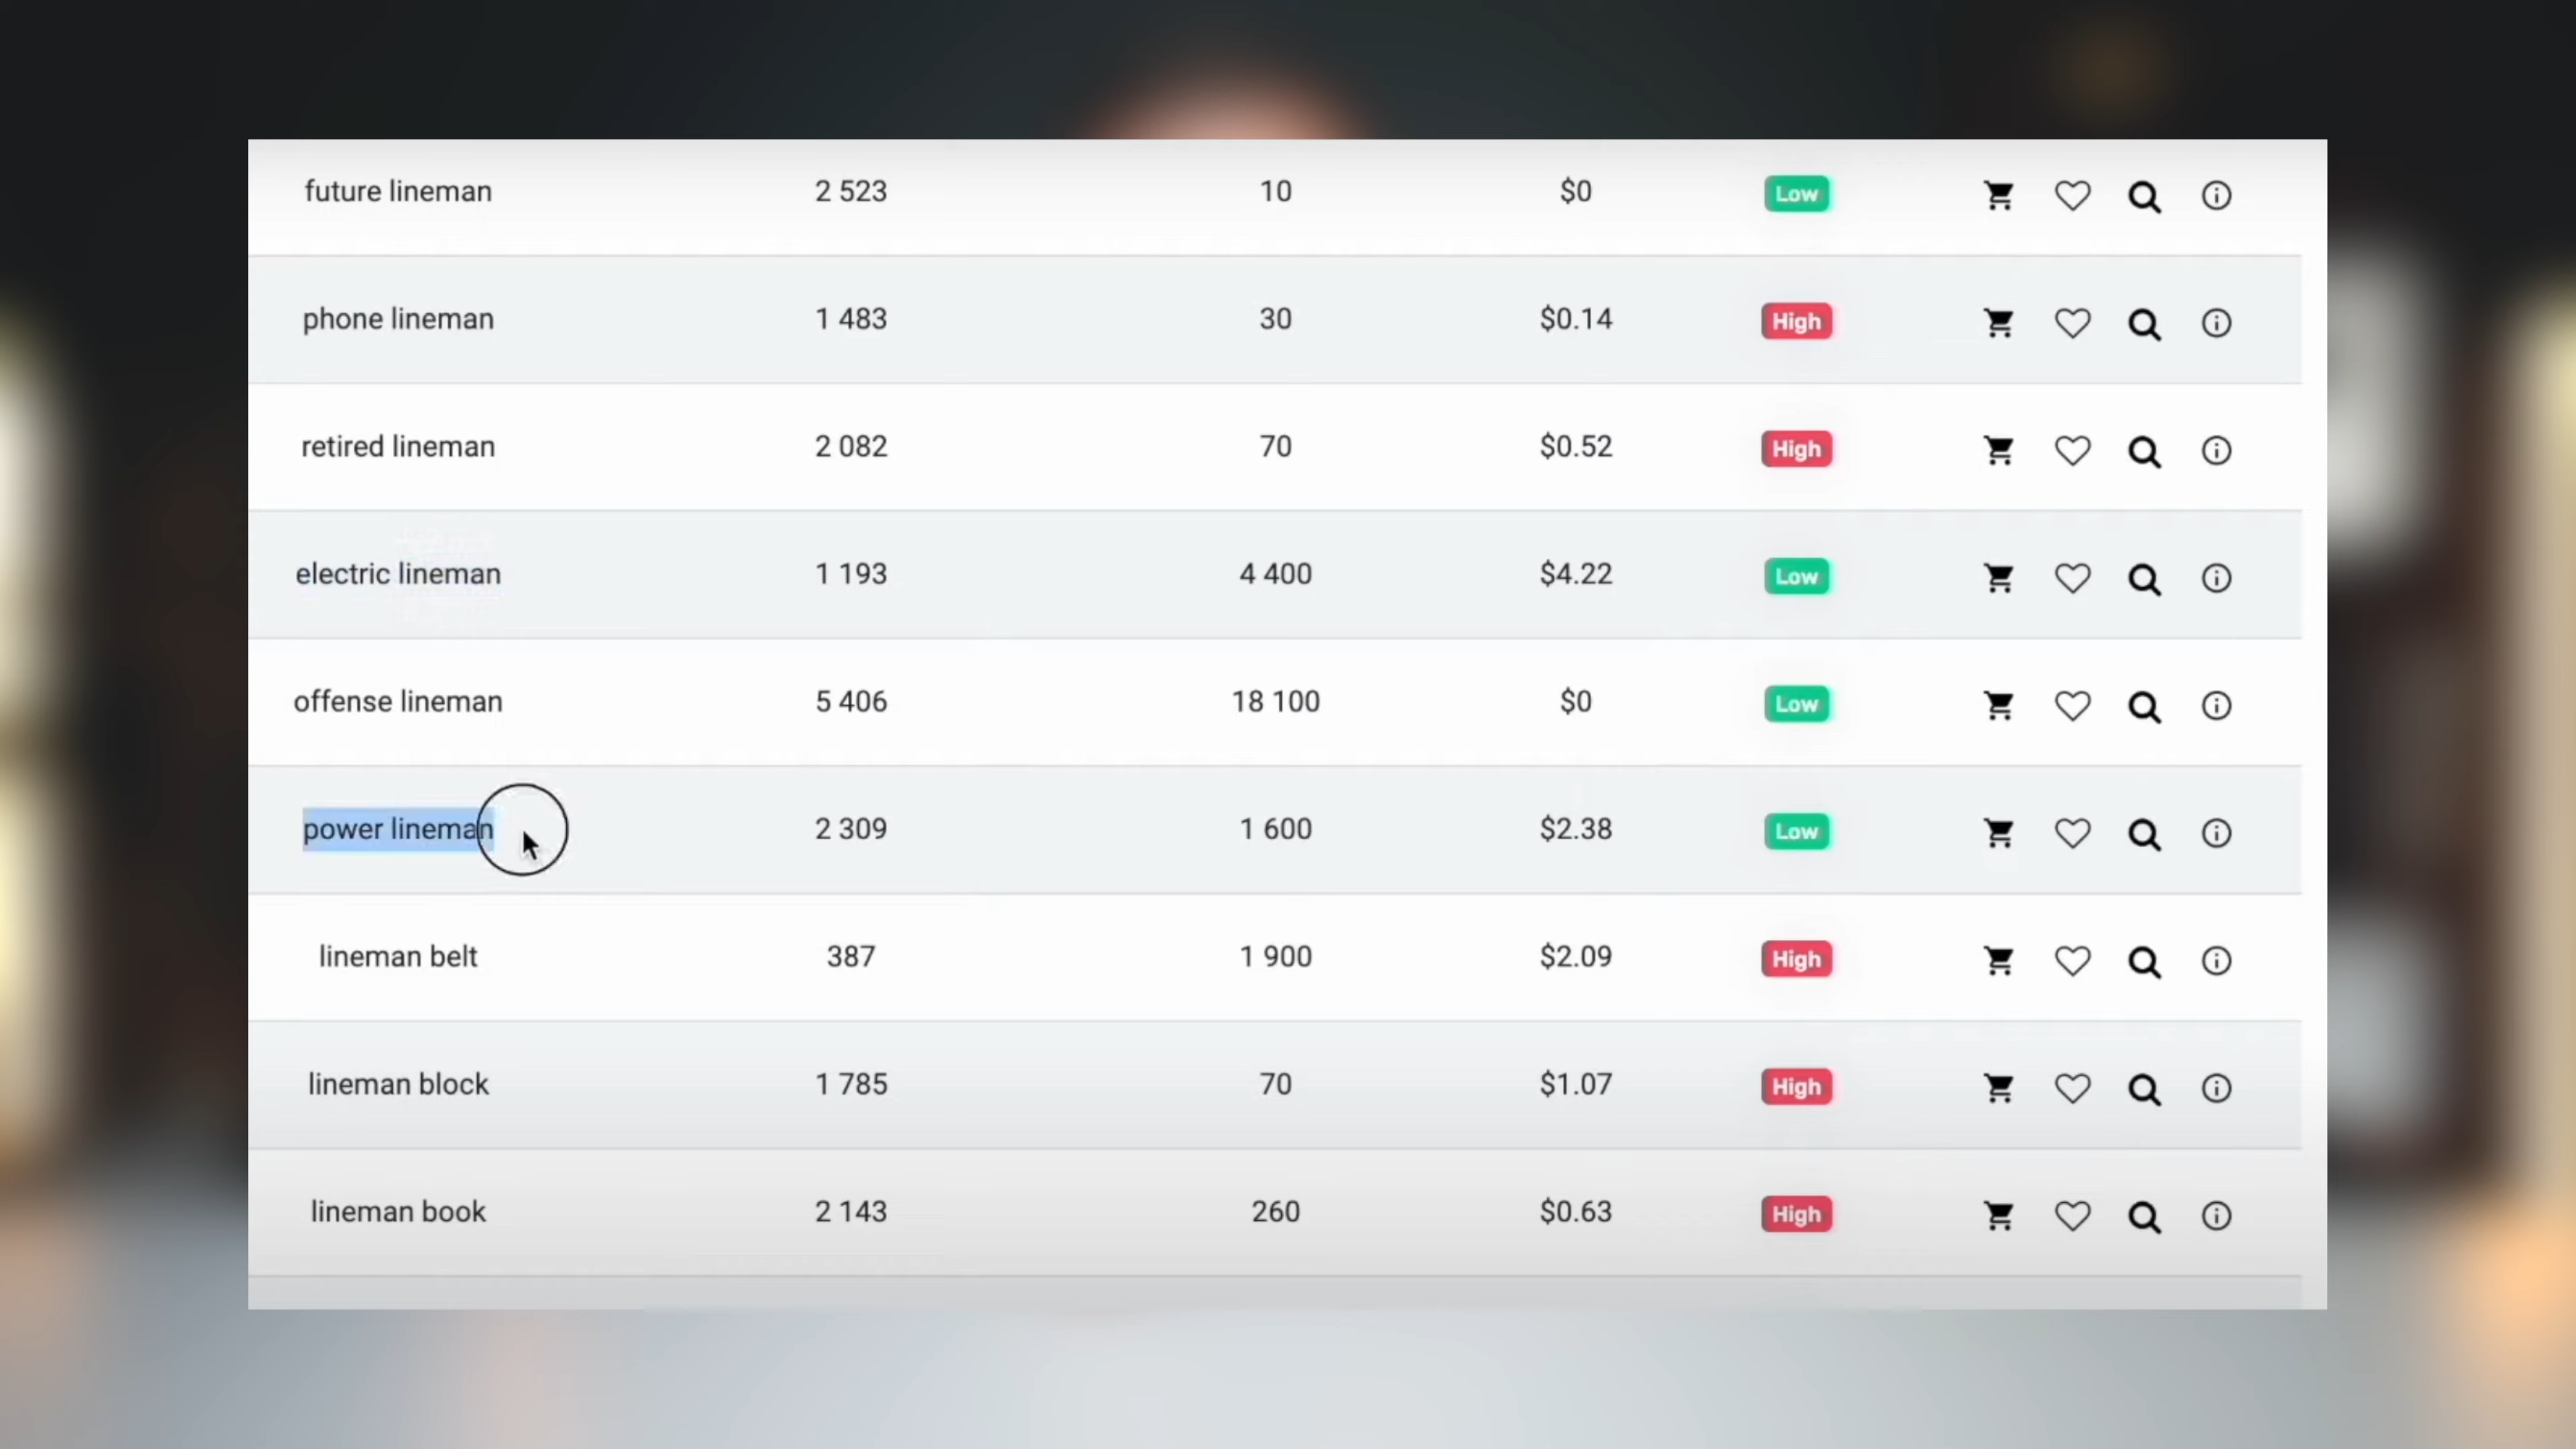 future lineman 2 523 10 $0 Low
phone lineman 1 483 30 $0.14 High
retired lineman 2 082 70 $0.52 High
electric lineman 1 193 4 400 $4.22 Low
offense lineman 5 406 18 100 $0 Low
power lineman 2 309 1 600 $2.38 Low
lineman belt 387 1 900 $2.09 High
lineman block 1 785 70 $1.07 High
lineman book 2 143 260 $0.63 High